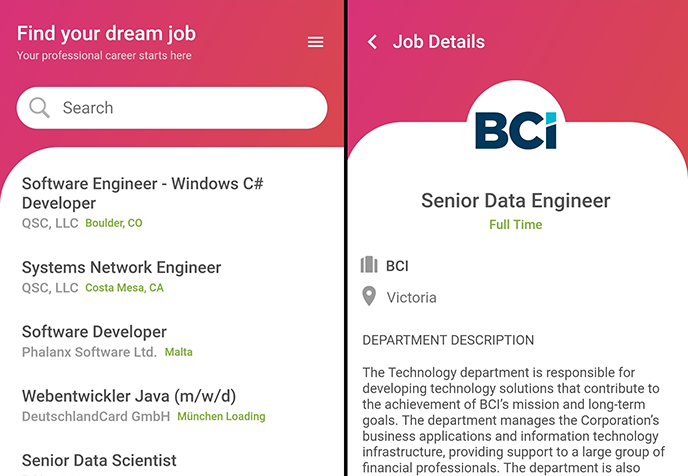 Find your dream job
Your professional career starts here
Search
Software Engineer - Windows C#
Developer
QSC, LLC Boulder, CO
Systems Network Engineer
QSC, LLC Costa Mesa, CA
Software Developer
Phalanx Software Ltd. Malta
Webentwickler Java (m/w/d)
DeutschlandCard GmbH München Loading
Senior Data Scientist
Job Details
BCI
Senior Data Engineer
Full Time
BCI
Victoria
DEPARTMENT DESCRIPTION
The Technology department is responsible for
developing technology solutions that contribute to
the achievement of BCI’s mission and long-term
goals. The department manages the Corporation’s
business applications and information technology
infrastructure, providing support to a large group of
financial professionals. The department is also